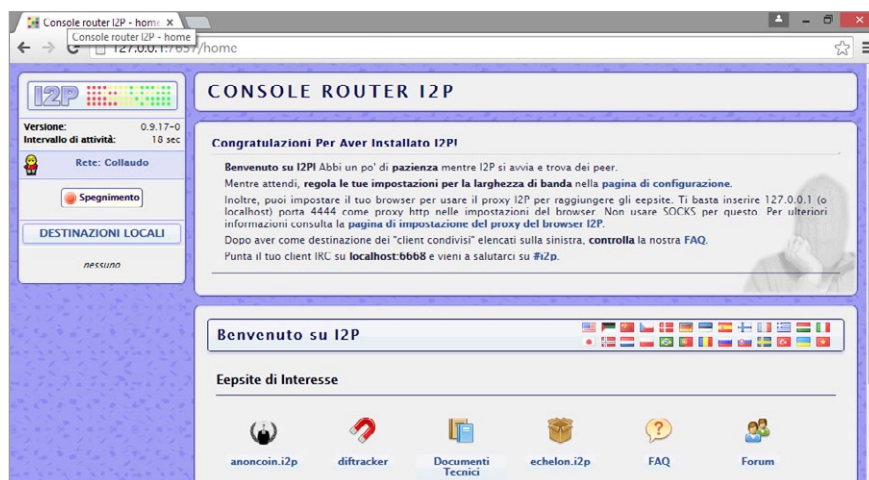 Console router I2P - home
Console router I2P - home
127.0.0.1:7657/home
I2P
CONSOLE ROUTER I2P
Versione: 0.9.17-0
Intervallo di attività: 18 sec
Rete: Collaudo
Spegnimento
DESTINAZIONI LOCALI
nessuno
Congratulazioni Per Aver Installato I2P!
Benvenuto su I2P! Abbi un po' di pazienza mentre I2P si avvia e trova dei peer.
Mentre attendi, regola le tue impostazioni per la larghezza di banda nella pagina di configurazione.
Inoltre, puoi impostare il tuo browser per usare il proxy I2P per raggiungere gli eepsite. Ti basta inserire 127.0.0.1 (o
localhost) porta 4444 come proxy http nelle impostazioni del browser. Non usare SOCKS per questo. Per ulteriori
informazioni consulta la pagina di impostazione del proxy del browser I2P.
Dopo aver come destinazione dei "client condivisi" elencati sulla sinistra, controlla la nostra FAQ.
Punta il tuo client IRC su localhost:6668 e vieni a salutarci su #i2p.
Benvenuto su I2P
Eepsite di Interesse
anoncoin.i2p
diftracker
Documenti
Tecnici
echelon.i2p
FAQ
Forum